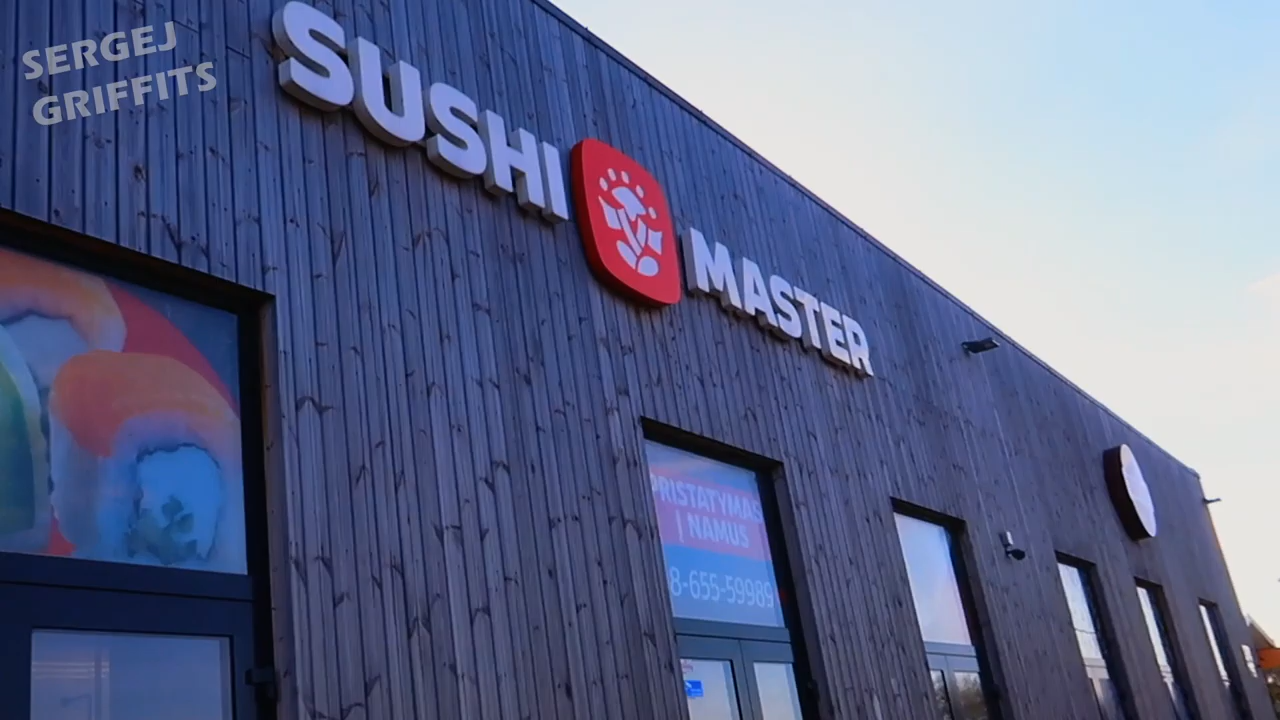 SERGEJ
GRIFFITS
SUSHI MASTER
PRISTATYMAS
Į NAMUS
8-655-59989